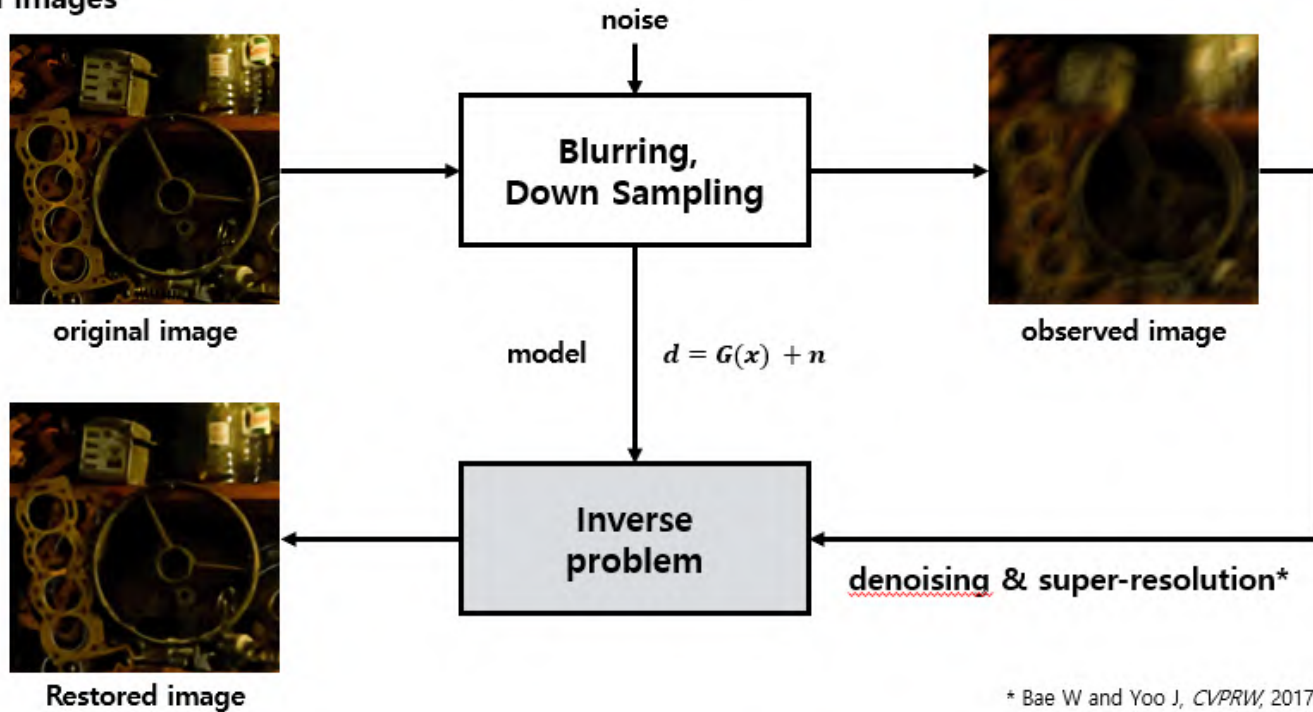 images
noise
Blurring,
Down Sampling
original image
observed image
model
d = G(x) + n
Inverse
problem
denoising & super-resolution*
Restored image
* Bae W and Yoo J, CVPRW, 2017